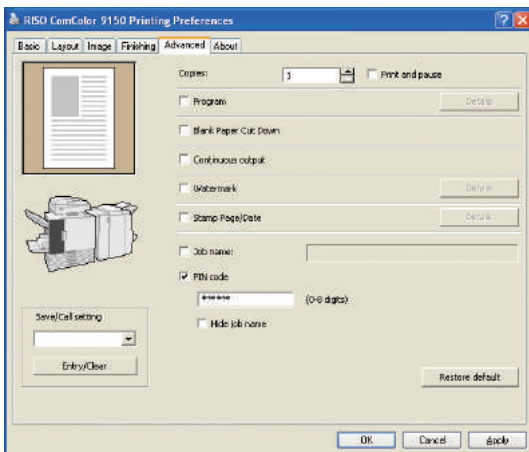 RISO ComColor 9150 Printing Preferences
Basic Layout Image Finishing Advanced About
Copies: 1 Print and pause
Program Details
Blank Paper Cut Down
Continuous output
Watermark Details
Stamp Page/Date Details
Job name:
PIN code
***** (0-8 digits)
Hide job name
Save/Call setting
Entry/Clear
Restore default
OK Cancel Apply